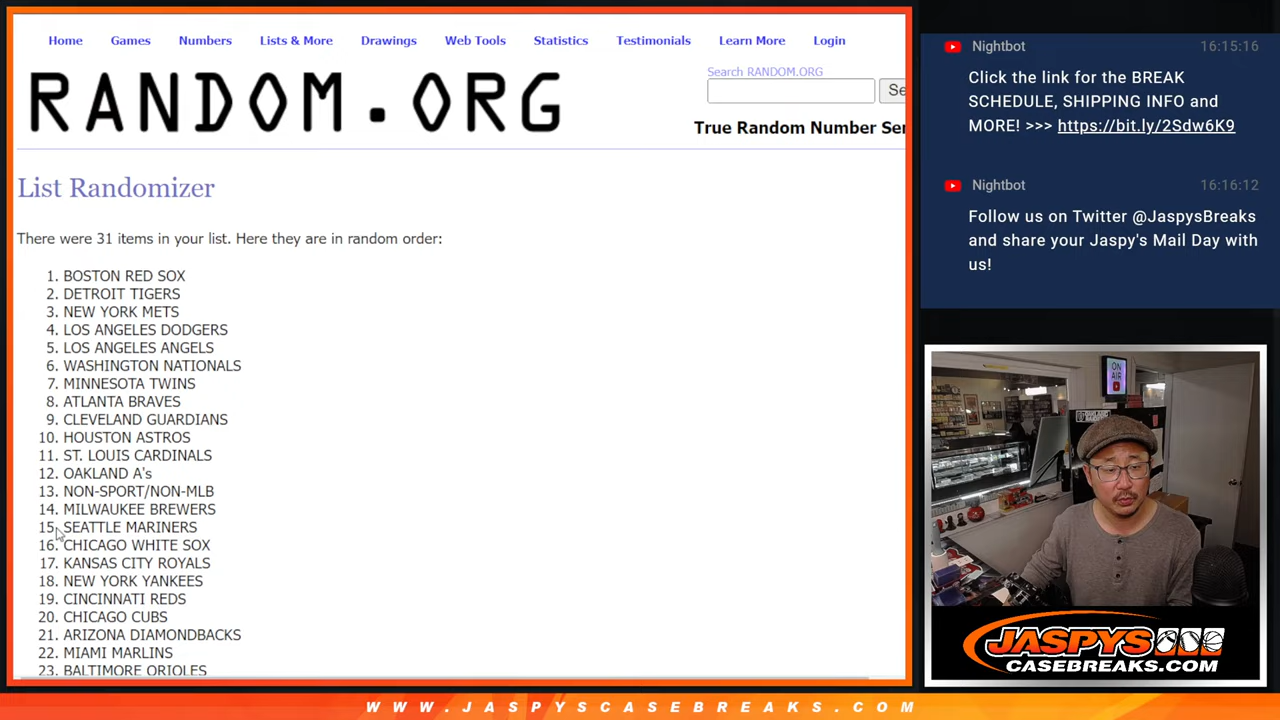 Home Games Numbers Lists & More Drawings Web Tools Statistics Testimonials Learn More Login
RANDOM.ORG
Search RANDOM.ORG
Se
True Random Number Ser
List Randomizer
There were 31 items in your list. Here they are in random order:
1. BOSTON RED SOX
2. DETROIT TIGERS
3. NEW YORK METS
4. LOS ANGELES DODGERS
5. LOS ANGELES ANGELS
6. WASHINGTON NATIONALS
7. MINNESOTA TWINS
8. ATLANTA BRAVES
9. CLEVELAND GUARDIANS
10. HOUSTON ASTROS
11. ST. LOUIS CARDINALS
12. OAKLAND A's
13. NON-SPORT/NON-MLB
14. MILWAUKEE BREWERS
15. SEATTLE MARINERS
16. CHICAGO WHITE SOX
17. KANSAS CITY ROYALS
18. NEW YORK YANKEES
19. CINCINNATI REDS
20. CHICAGO CUBS
21. ARIZONA DIAMONDBACKS
22. MIAMI MARLINS
23. BALTIMORE ORIOLES
Nightbot 16:15:16
Click the link for the BREAK
SCHEDULE, SHIPPING INFO and
MORE! >>> https://bit.ly/2Sdw6K9
Nightbot 16:16:12
Follow us on Twitter @JaspysBreaks
and share your Jaspy's Mail Day with
us!
ON
AIR
JASPYS
CASEBREAKS.COM
WWW.JASPYSCASEBREAKS.COM